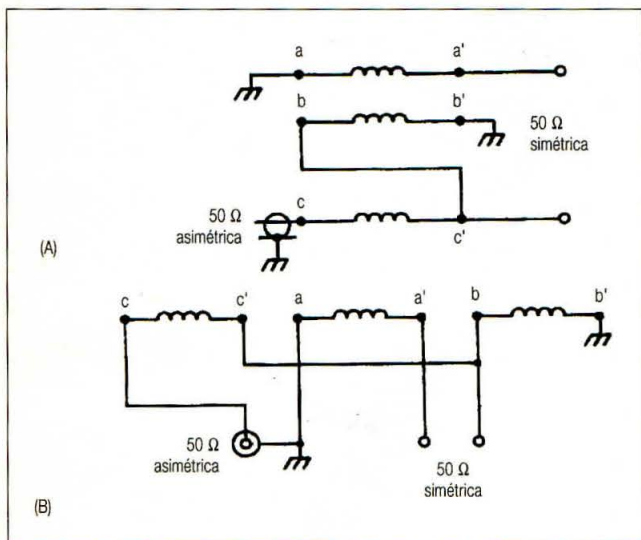 a
a'
b
b'
50 Ω
simétrica
50 Ω
asimétrica
c
c'
(A)
c
c'
a
a'
b
b'
50 Ω
asimétrica
50 Ω
simétrica
(B)